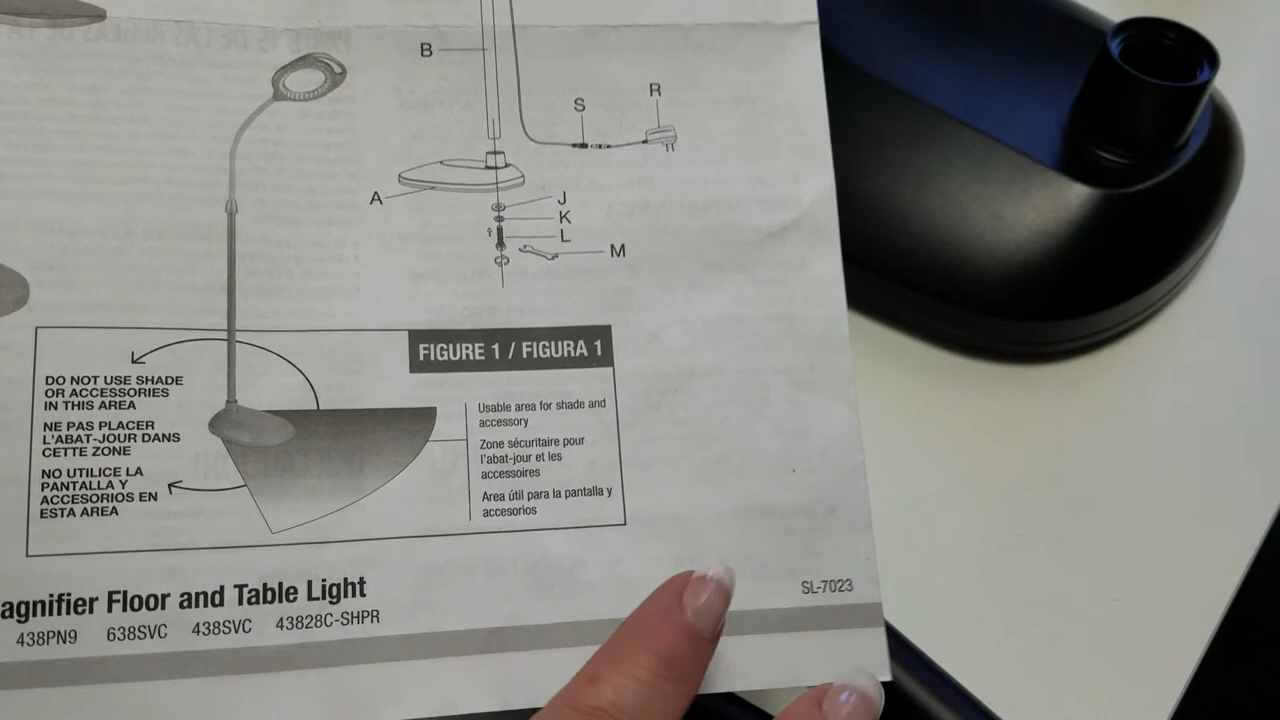 B
S
R
A
J
K
L
M
FIGURE 1 / FIGURA 1
DO NOT USE SHADE
OR ACCESSORIES
IN THIS AREA
NE PAS PLACER
L'ABAT-JOUR DANS
CETTE ZONE
NO UTILICE LA
PANTALLA Y
ACCESORIOS EN
ESTA AREA
Usable area for shade and
accessory
Zone sécuritaire pour
l'abat-jour et les
accessoires
Area útil para la pantalla y
accesorios
agnifier Floor and Table Light
438PN9 638SVC 438SVC 43828C-SHPR
SL-7023